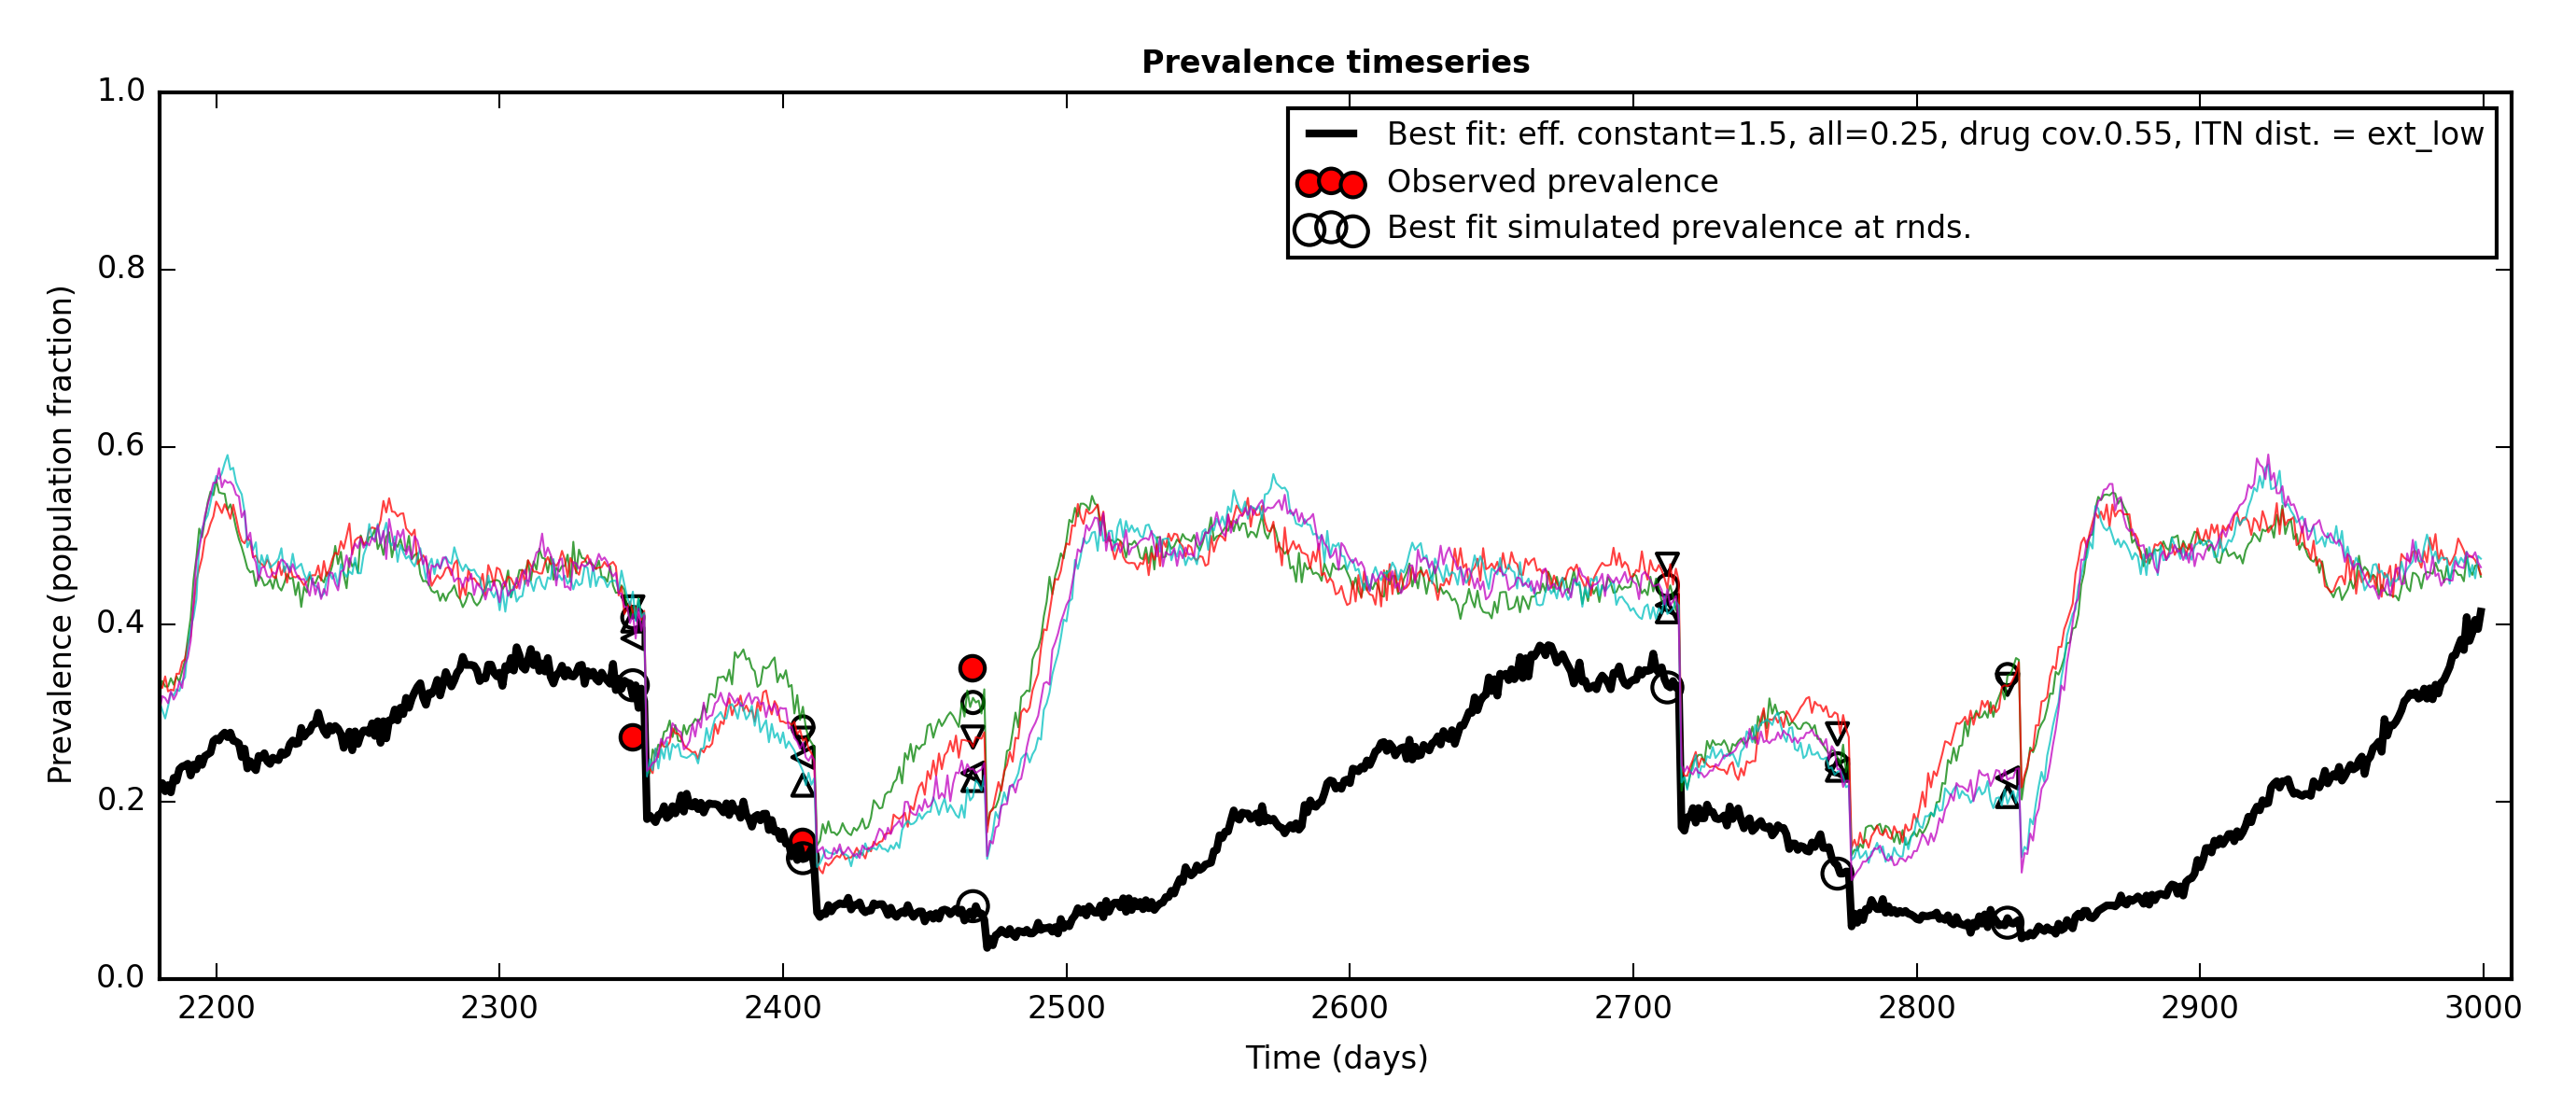 Prevalence timeseries
Best fit: eff. constant=1.5, all=0.25, drug cov.0.55, ITN dist. = ext_low
Observed prevalence
Best fit simulated prevalence at rnds.
Prevalence (population fraction)
1.0
0.8
0.6
0.4
0.2
0.0
2200 2300 2400 2500 2600 2700 2800 2900 3000
Time (days)